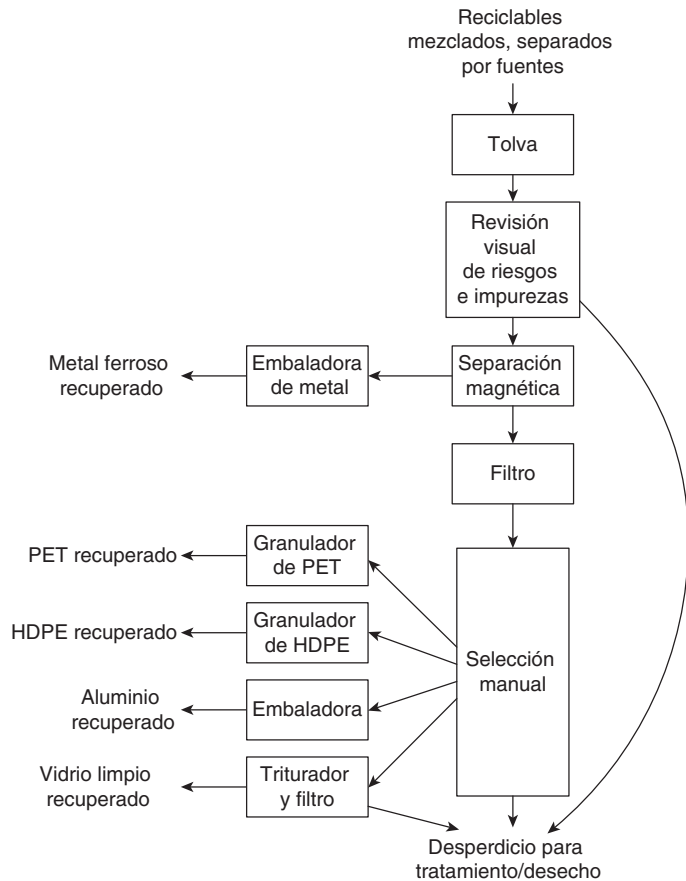 Reciclables
mezclados, separados
por fuentes
Tolva
Revisión
visual
de riesgos
e impurezas
Metal ferroso
recuperado
Embaladora
de metal
Separación
magnética
Filtro
PET recuperado
Granulador
de PET
HDPE recuperado
Granulador
de HDPE
Selección
manual
Aluminio
recuperado
Embaladora
Vidrio limpio
recuperado
Triturador
y filtro
Desperdicio para
tratamiento/desecho